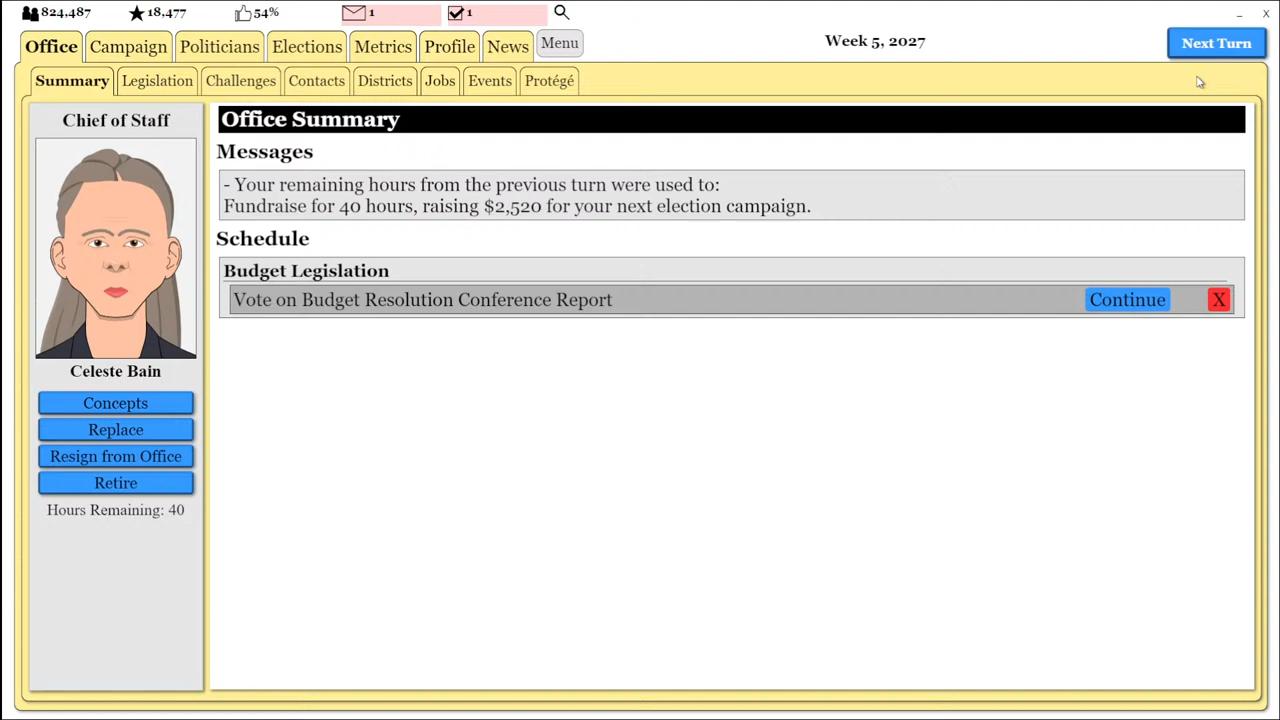 824,487 18,477 54% 1 1
_ X
Office Campaign Politicians Elections Metrics Profile News Menu
Week 5, 2027
Next Turn
Summary Legislation Challenges Contacts Districts Jobs Events Protégé
Chief of Staff
Celeste Bain
Concepts
Replace
Resign from Office
Retire
Hours Remaining: 40
Office Summary
Messages
- Your remaining hours from the previous turn were used to:
Fundraise for 40 hours, raising $2,520 for your next election campaign.
Schedule
Budget Legislation
Vote on Budget Resolution Conference Report Continue X